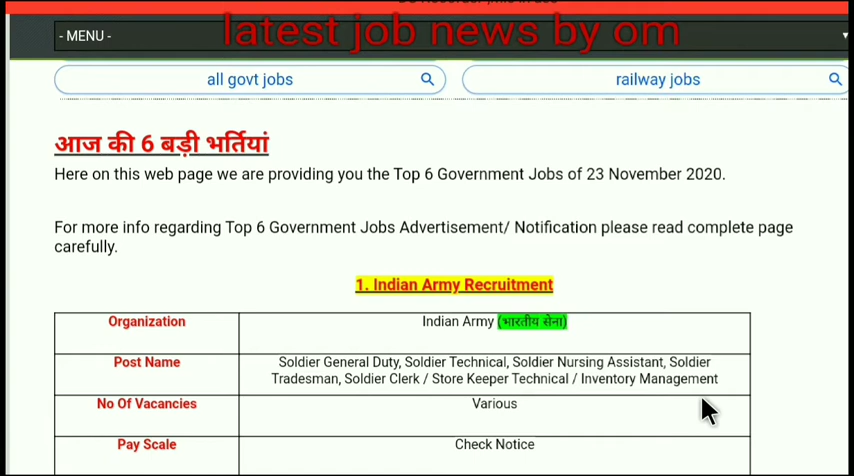 latest job news by om
- MENU -
all govt jobs
railway jobs
आज की 6 बड़ी भर्तियां
Here on this web page we are providing you the Top 6 Government Jobs of 23 November 2020.
For more info regarding Top 6 Government Jobs Advertisement/ Notification please read complete page
carefully.
1. Indian Army Recruitment
Organization
Indian Army (भारतीय सेना)
Post Name
Soldier General Duty, Soldier Technical, Soldier Nursing Assistant, Soldier
Tradesman, Soldier Clerk / Store Keeper Technical / Inventory Management
No Of Vacancies
Various
Pay Scale
Check Notice